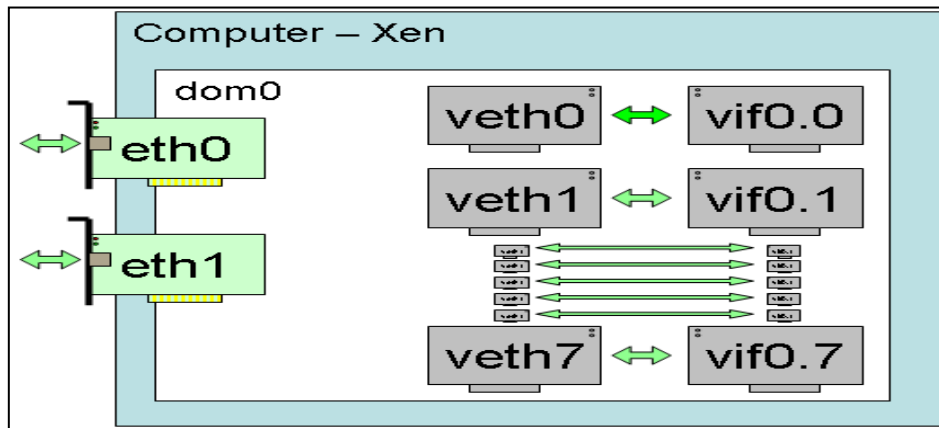 Computer – Xen
dom0
eth0
eth1
veth0
vif0.0
veth1
vif0.1
veth7
vif0.7